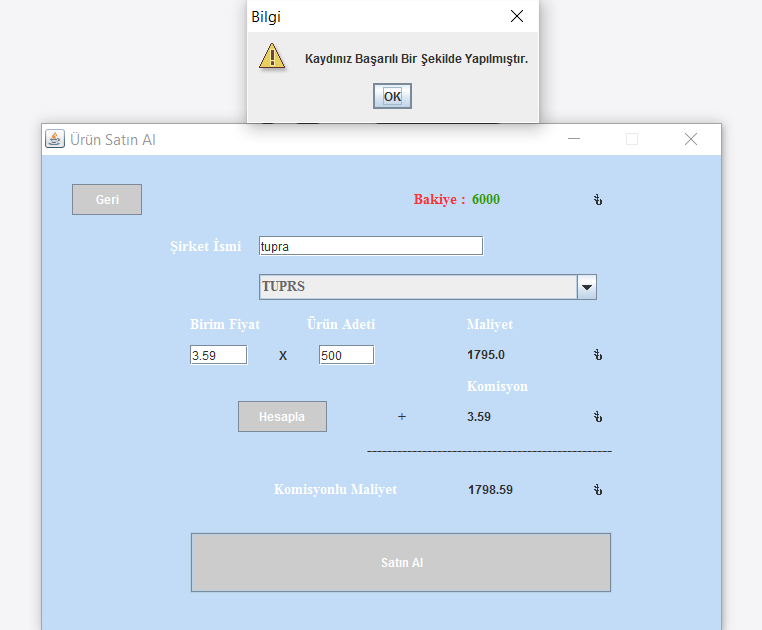 Bilgi
Kaydınız Başarılı Bir Şekilde Yapılmıştır.
OK
Ürün Satın Al
Geri
Bakiye : 6000 ₺
Şirket İsmi tupra
TUPRS
Birim Fiyat Ürün Adeti Maliyet
3.59 X 500 1795.0 ₺
Komisyon
Hesapla + 3.59 ₺
--------------------------------------------------
Komisyonlu Maliyet 1798.59 ₺
Satın Al